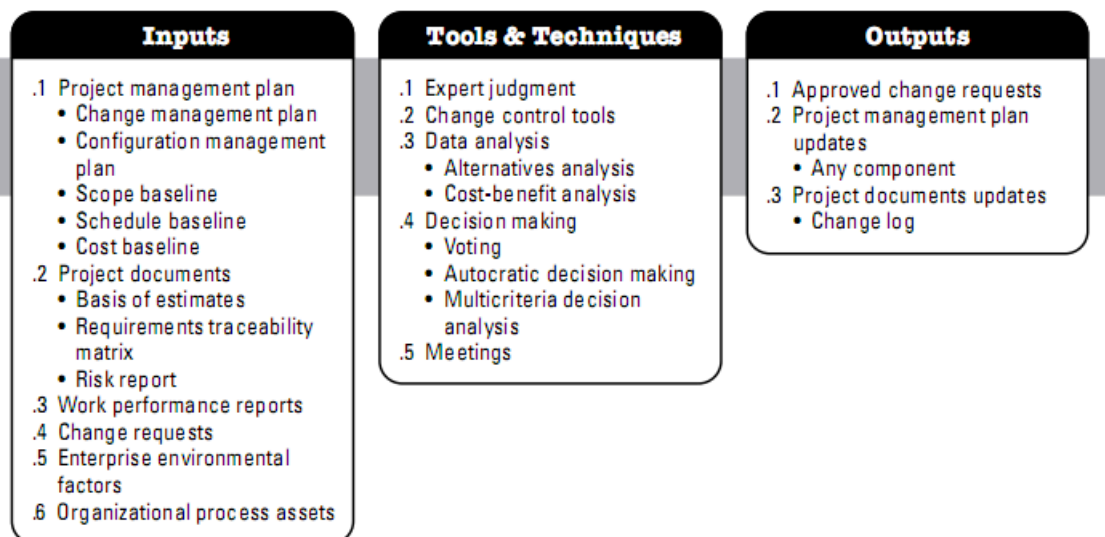 Inputs
.1 Project management plan
• Change management plan
• Configuration management
plan
• Scope baseline
• Schedule baseline
• Cost baseline
.2 Project documents
• Basis of estimates
• Requirements traceability
matrix
• Risk report
.3 Work performance reports
.4 Change requests
.5 Enterprise environmental
factors
.6 Organizational process assets
Tools & Techniques
.1 Expert judgment
.2 Change control tools
.3 Data analysis
• Alternatives analysis
• Cost-benefit analysis
.4 Decision making
• Voting
• Autocratic decision making
• Multicriteria decision
analysis
.5 Meetings
Outputs
.1 Approved change requests
.2 Project management plan
updates
• Any component
.3 Project documents updates
• Change log